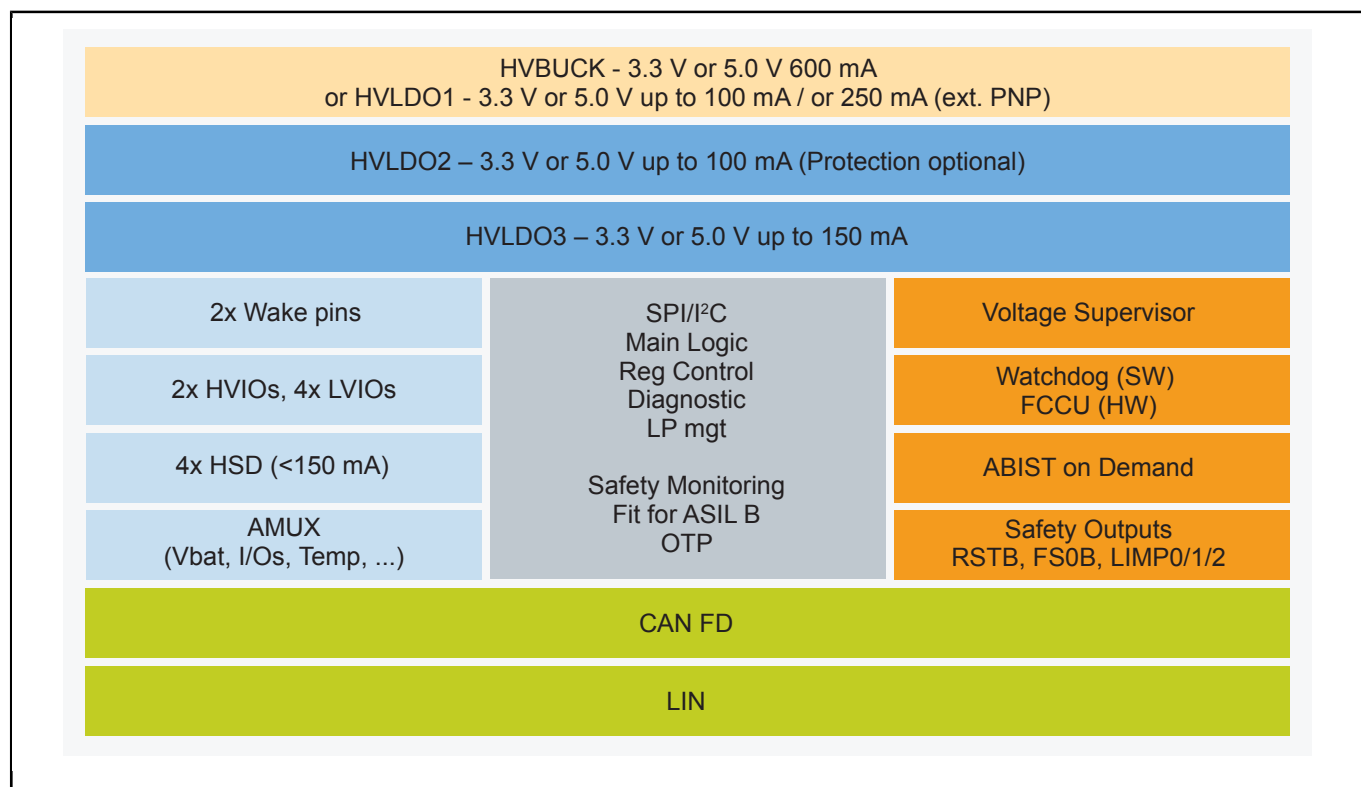 HVBUCK - 3.3 V or 5.0 V 600 mA
or HVLDO1 - 3.3 V or 5.0 V up to 100 mA / or 250 mA (ext. PNP)
HVLDO2 – 3.3 V or 5.0 V up to 100 mA (Protection optional)
HVLDO3 – 3.3 V or 5.0 V up to 150 mA
2x Wake pins
2x HVIOs, 4x LVIOs
4x HSD (<150 mA)
AMUX
(Vbat, I/Os, Temp, ...)
SPI/I²C
Main Logic
Reg Control
Diagnostic
LP mgt
Safety Monitoring
Fit for ASIL B
OTP
Voltage Supervisor
Watchdog (SW)
FCCU (HW)
ABIST on Demand
Safety Outputs
RSTB, FS0B, LIMP0/1/2
CAN FD
LIN